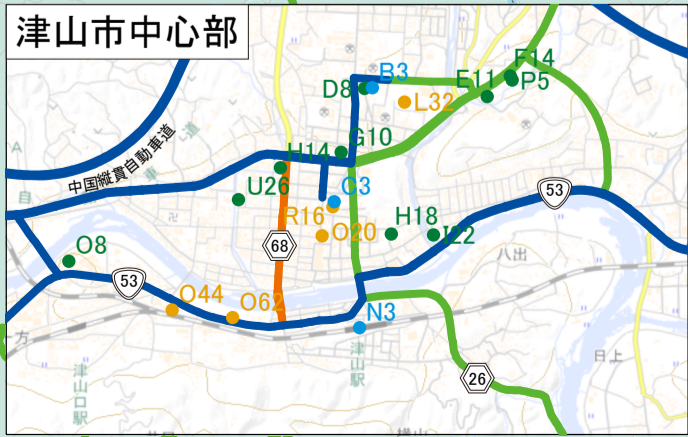 津山市中心部
B3
D8
L32
E11
F14
P5
G10
H14
中国縦貫自動車道
U26
C3
R16
O20
H18
J22
53
68
O8
53
O44
O62
N3
八出
津山駅
津山口駅
日上
26